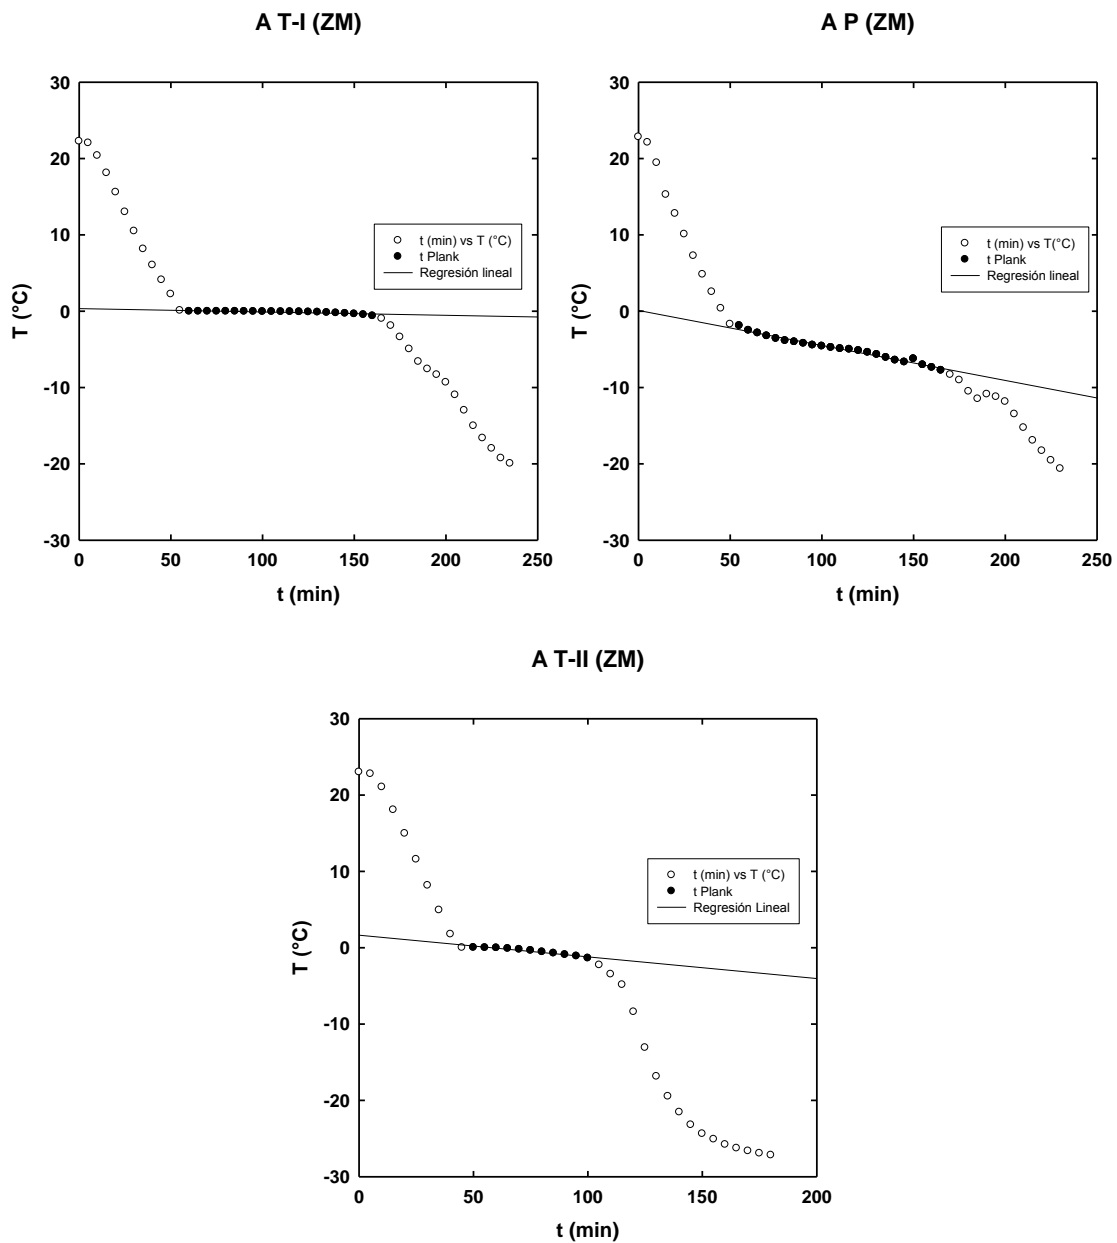 A T-I (ZM)
30
20
10
0
-10
-20
-30
T (°C)
t (min) vs T (°C)
t Plank
Regresión lineal
0 50 100 150 200 250
t (min)
A P (ZM)
30
20
10
0
-10
-20
-30
T (°C)
t (min) vs T(°C)
t Plank
Regresión lineal
0 50 100 150 200 250
t (min)
A T-II (ZM)
30
20
10
0
-10
-20
-30
T (°C)
t (min) vs T (°C)
t Plank
Regresión Lineal
0 50 100 150 200
t (min)